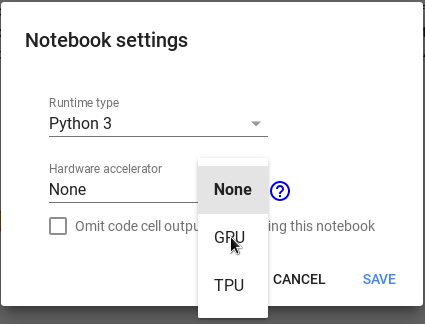 Notebook settings
Runtime type
Python 3
Hardware accelerator
None
None
Omit code cell outpu ing this notebook
GPU
TPU
CANCEL
SAVE